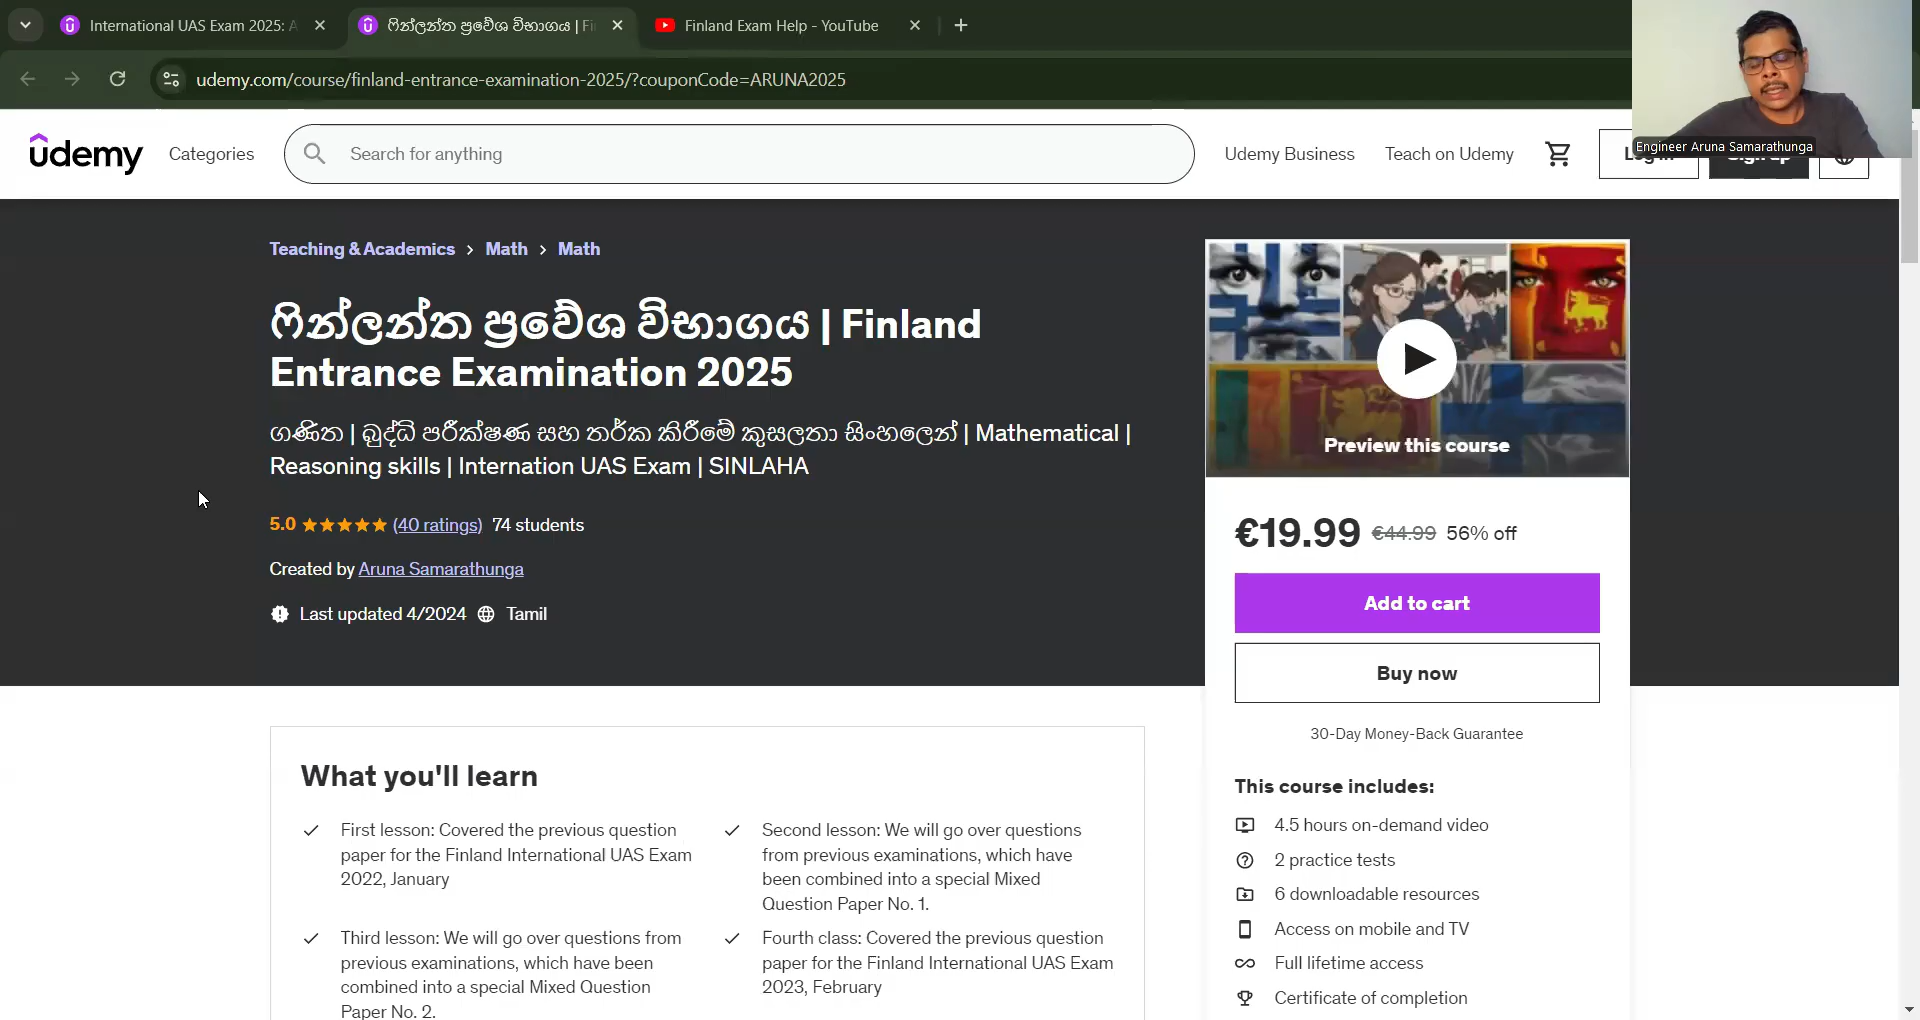 International UAS Exam 2025: A
ෆින්ලන්ත ප්‍රවේශ විභාගය | Fi
Finland Exam Help - YouTube
udemy.com/course/finland-entrance-examination-2025/?couponCode=ARUNA2025
Engineer Aruna Samarathunga
udemy
Categories
Search for anything
Udemy Business
Teach on Udemy
Log in
Sign up
Teaching & Academics > Math > Math
ෆින්ලන්ත ප්‍රවේශ විභාගය | Finland
Entrance Examination 2025
ගණිත | බුද්ධි පරීක්ෂණ සහ තර්ක කිරීමේ කුසලතා සිංහලෙන් | Mathematical |
Reasoning skills | Internation UAS Exam | SINLAHA
5.0 (40 ratings) 74 students
Created by Aruna Samarathunga
Last updated 4/2024 Tamil
Preview this course
€19.99 €44.99 56% off
Add to cart
Buy now
30-Day Money-Back Guarantee
This course includes:
4.5 hours on-demand video
2 practice tests
6 downloadable resources
Access on mobile and TV
Full lifetime access
Certificate of completion
What you'll learn
First lesson: Covered the previous question
paper for the Finland International UAS Exam
2022, January
Second lesson: We will go over questions
from previous examinations, which have
been combined into a special Mixed
Question Paper No. 1.
Third lesson: We will go over questions from
previous examinations, which have been
combined into a special Mixed Question
Paper No. 2.
Fourth class: Covered the previous question
paper for the Finland International UAS Exam
2023, February